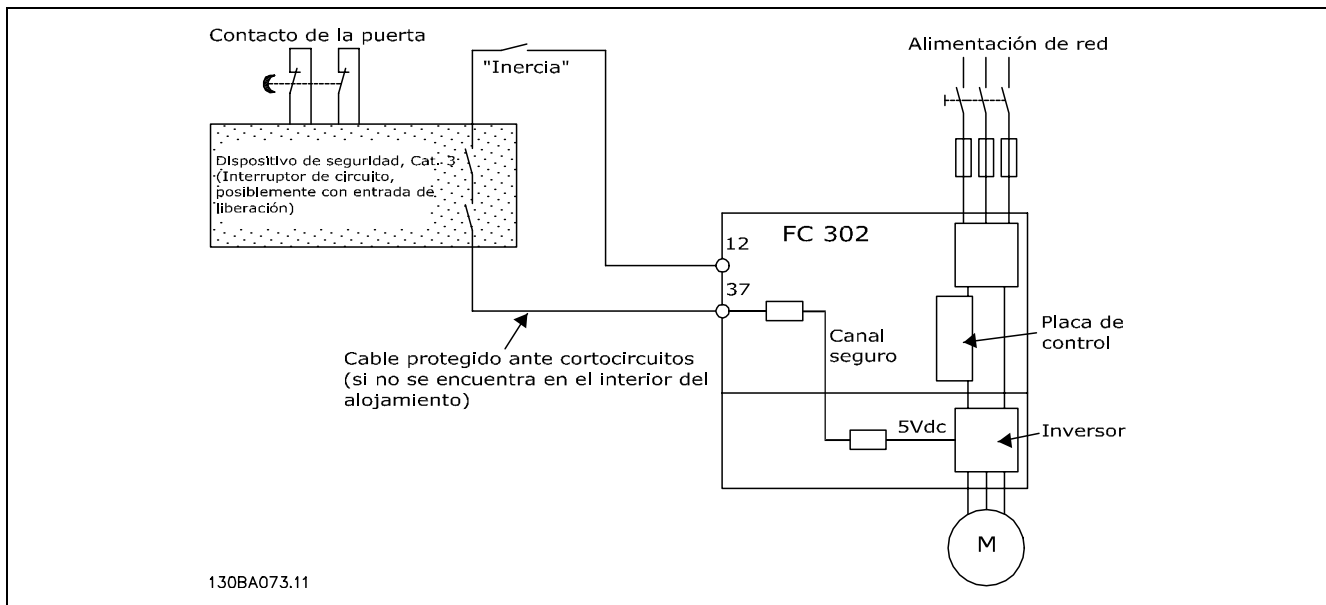 Contacto de la puerta
"Inercia"
Alimentación de red
Dispositivo de seguridad, Cat. 3
(Interruptor de circuito,
posiblemente con entrada de
liberación)
FC 302
12
37
Canal
seguro
Placa de
control
Cable protegido ante cortocircuitos
(si no se encuentra en el interior del
alojamiento)
5Vdc
Inversor
M
130BA073.11